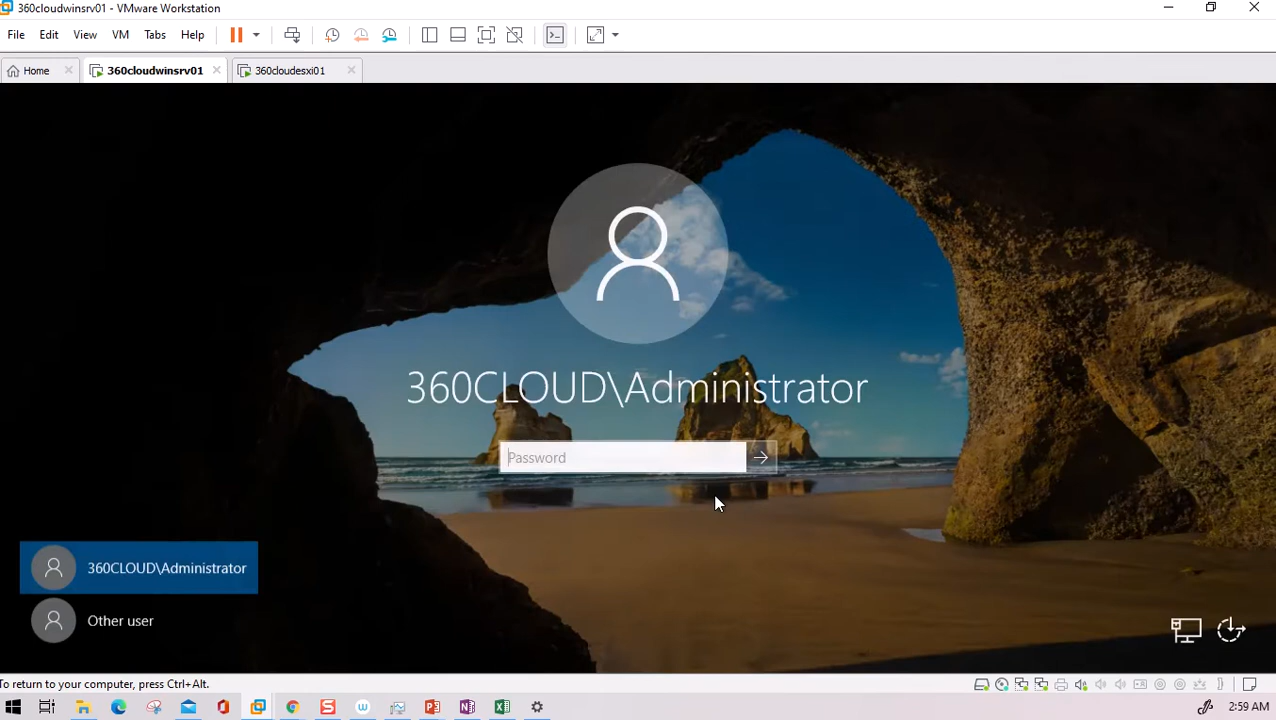 360cloudwinsrv01 - VMware Workstation
File Edit View VM Tabs Help
Home 360cloudwinsrv01 360cloudesxi01
360CLOUD\Administrator
Password
360CLOUD\Administrator
Other user
To return to your computer, press Ctrl+Alt.
2:59 AM